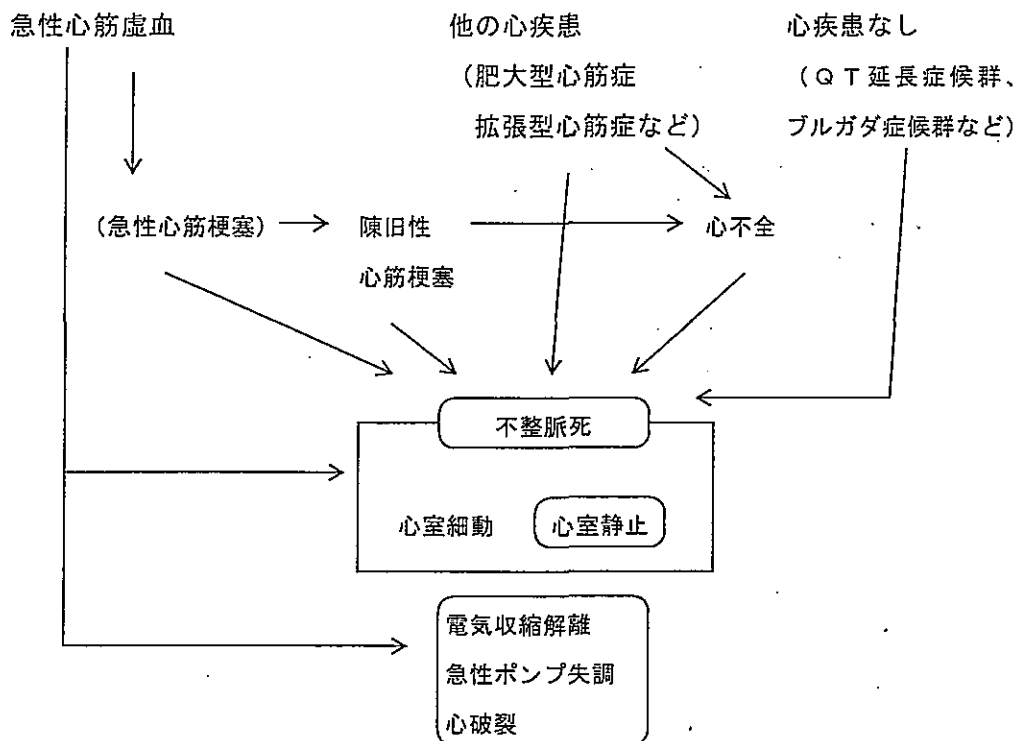 急性心筋虚血
他の心疾患
心疾患なし
(肥大型心筋症
(QT延長症候群、
拡張型心筋症など)
ブルガダ症候群など)
(急性心筋梗塞)
陳旧性
心不全
心筋梗塞
不整脈死
心室細動
心室静止
電気収縮解離
急性ポンプ失調
心破裂